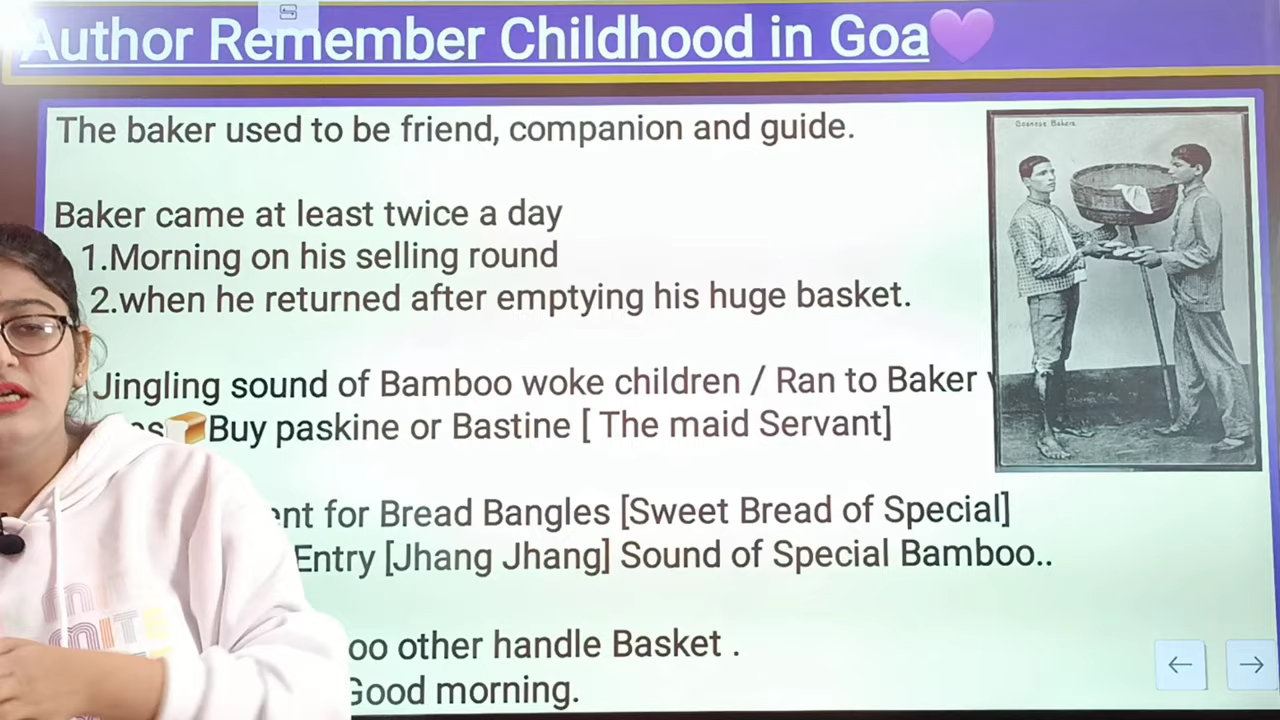 Author Remember Childhood in Goa💜
The baker used to be friend, companion and guide.
Goanese Bakers
Baker came at least twice a day
1.Morning on his selling round
2.when he returned after emptying his huge basket.
Jingling sound of Bamboo woke children / Ran to Baker
Buy paskine or Bastine [ The maid Servant]
for Bread Bangles [Sweet Bread of Special]
Entry [Jhang Jhang] Sound of Special Bamboo..
other handle Basket .
Good morning.